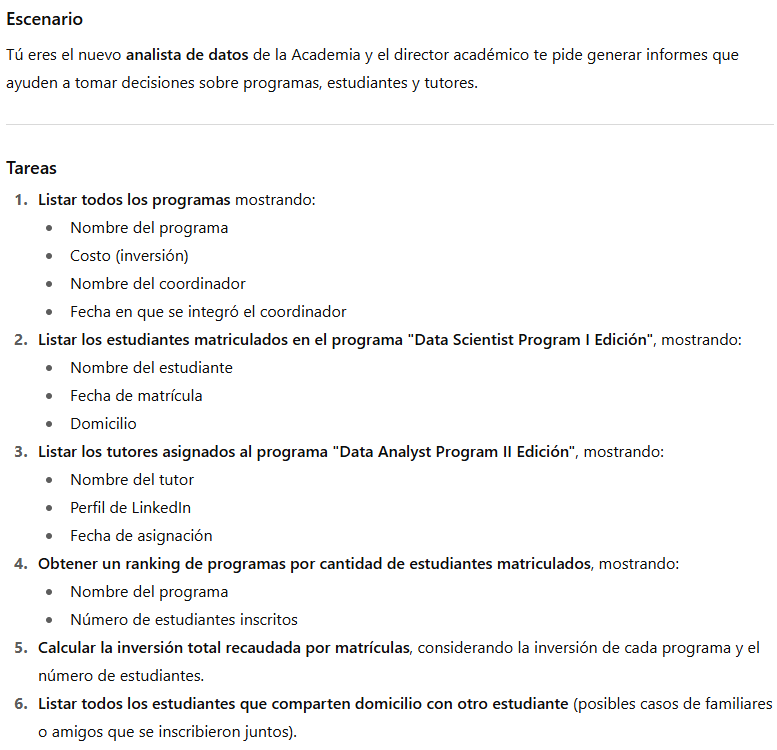 Escenario
Tú eres el nuevo analista de datos de la Academia y el director académico te pide generar informes que
ayuden a tomar decisiones sobre programas, estudiantes y tutores.
Tareas
1. Listar todos los programas mostrando:
• Nombre del programa
• Costo (inversión)
• Nombre del coordinador
• Fecha en que se integró el coordinador
2. Listar los estudiantes matriculados en el programa "Data Scientist Program I Edición", mostrando:
• Nombre del estudiante
• Fecha de matrícula
• Domicilio
3. Listar los tutores asignados al programa "Data Analyst Program II Edición", mostrando:
• Nombre del tutor
• Perfil de LinkedIn
• Fecha de asignación
4. Obtener un ranking de programas por cantidad de estudiantes matriculados, mostrando:
• Nombre del programa
• Número de estudiantes inscritos
5. Calcular la inversión total recaudada por matrículas, considerando la inversión de cada programa y el
número de estudiantes.
6. Listar todos los estudiantes que comparten domicilio con otro estudiante (posibles casos de familiares
o amigos que se inscribieron juntos).